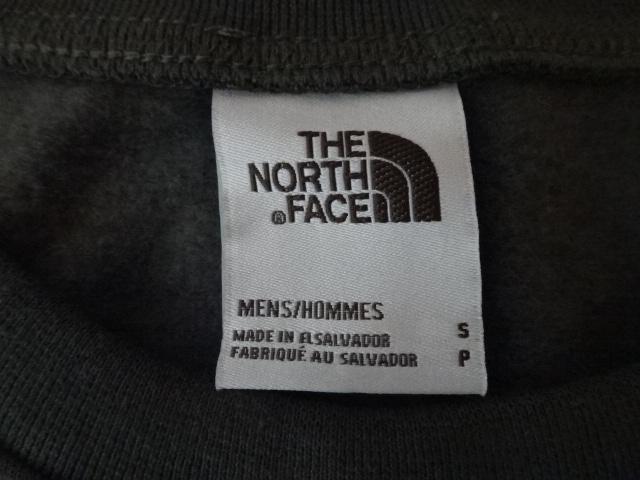 THE
NORTH
®FACE
MENS/HOMMES
MADE IN ELSALVADOR S
FABRIQUÉ AU SALVADOR P